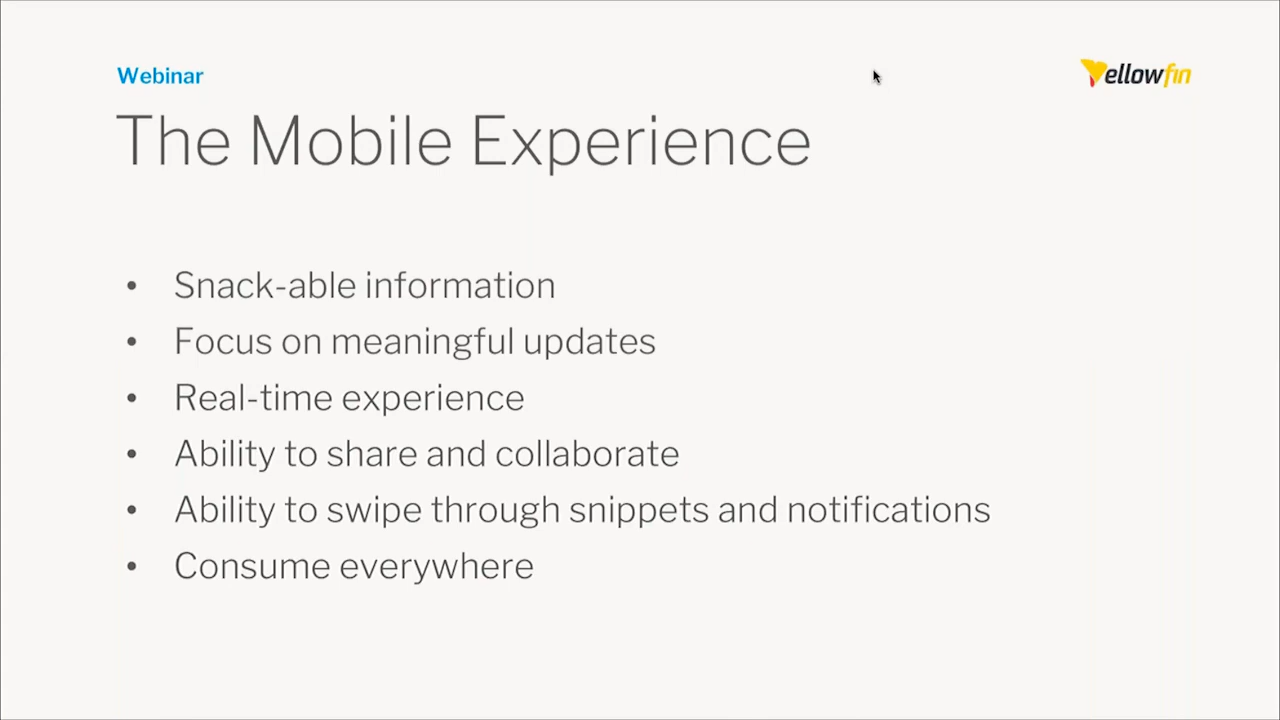 Webinar
Yellowfin
The Mobile Experience
• Snack-able information
• Focus on meaningful updates
• Real-time experience
• Ability to share and collaborate
• Ability to swipe through snippets and notifications
• Consume everywhere